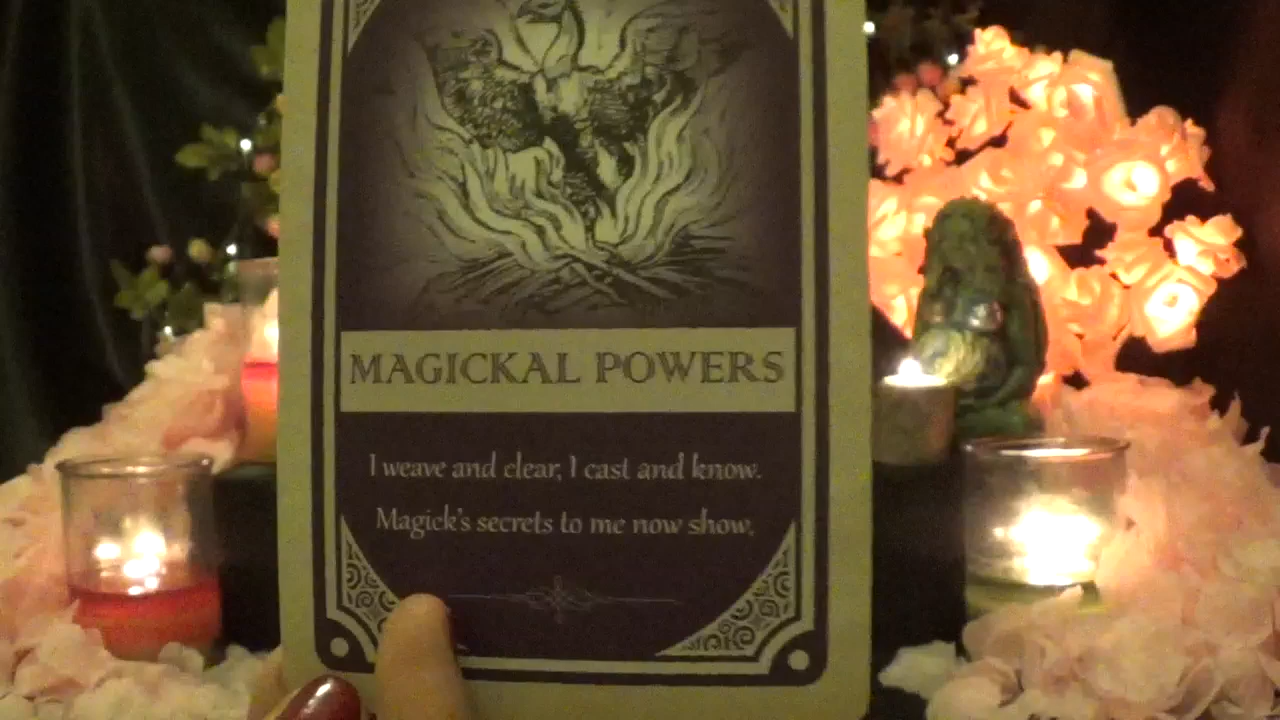 MAGICKAL POWERS
I weave and clear, I cast and know.
Magick's secrets to me now show.